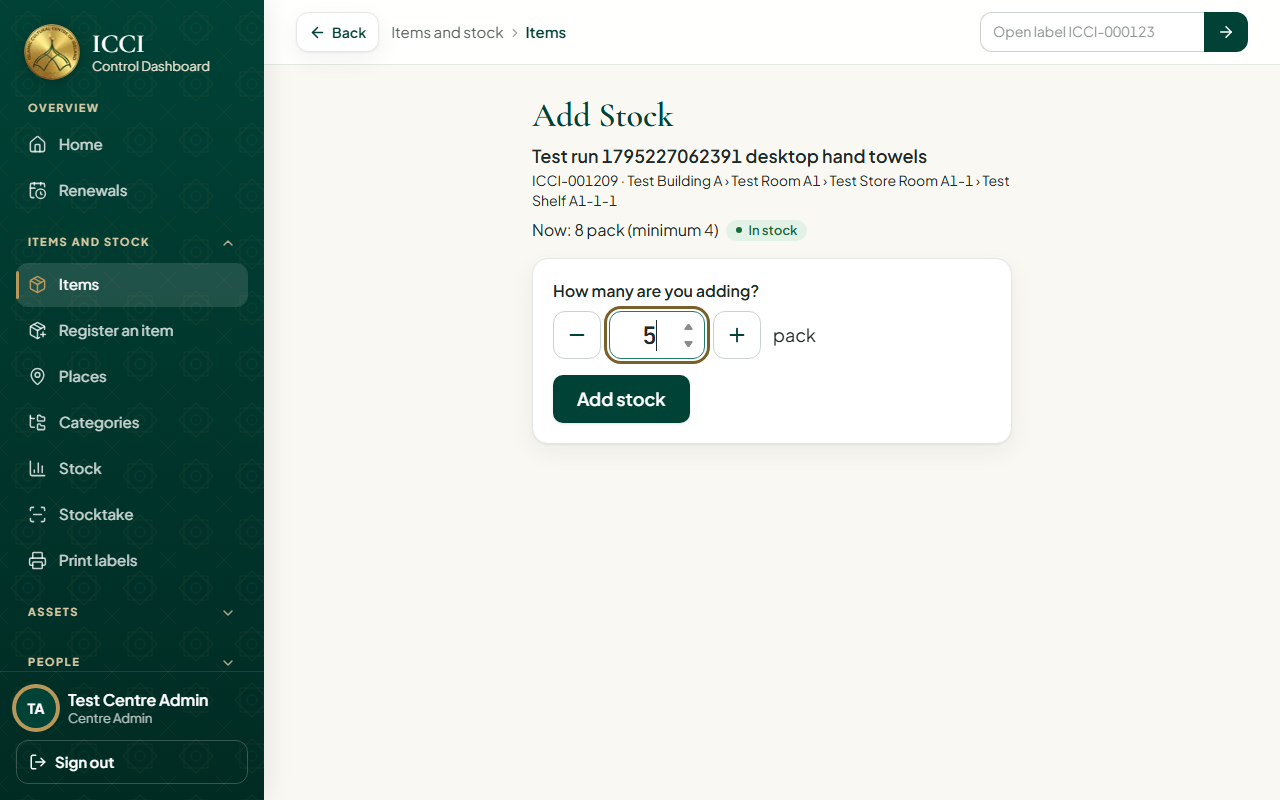 ICCI
Control Dashboard
OVERVIEW
Home
Renewals
ITEMS AND STOCK
Items
Register an item
Places
Categories
Stock
Stocktake
Print labels
ASSETS
PEOPLE
TA
Test Centre Admin
Centre Admin
Sign out
Back
Items and stock › Items
Open label ICCI-000123
Add Stock
Test run 1795227062391 desktop hand towels
ICCI-001209 · Test Building A › Test Room A1 › Test Store Room A1-1 › Test
Shelf A1-1-1
Now: 8 pack (minimum 4) In stock
How many are you adding?
5
pack
Add stock